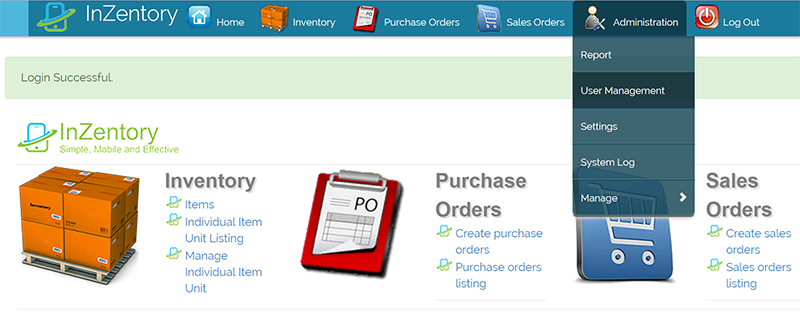 InZentory
Home
Inventory
Purchase Orders
Sales Orders
Administration
Log Out
Report
User Management
Settings
System Log
Manage
Login Successful.
InZentory
Simple, Mobile and Effective
Inventory
Inventory
Items
Individual Item
Unit Listing
Manage
Individual Item
Unit
PO
Purchase
Orders
Create purchase
orders
Purchase orders
listing
Sales
Orders
Create sales
orders
Sales orders
listing